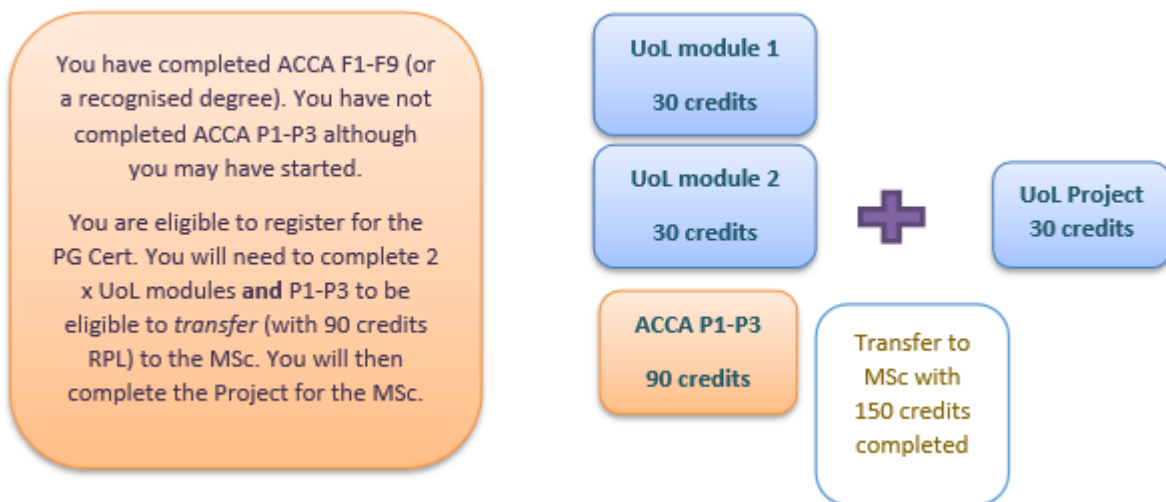 You have completed ACCA F1-F9 (or
a recognised degree). You have not
completed ACCA P1-P3 although
you may have started.
You are eligible to register for the
PG Cert. You will need to complete 2
x UoL modules and P1-P3 to be
eligible to transfer (with 90 credits
RPL) to the MSc. You will then
complete the Project for the MSc.
UoL module 1
30 credits
UoL module 2
30 credits
UoL Project
30 credits
ACCA P1-P3
90 credits
Transfer to
MSc with
150 credits
completed